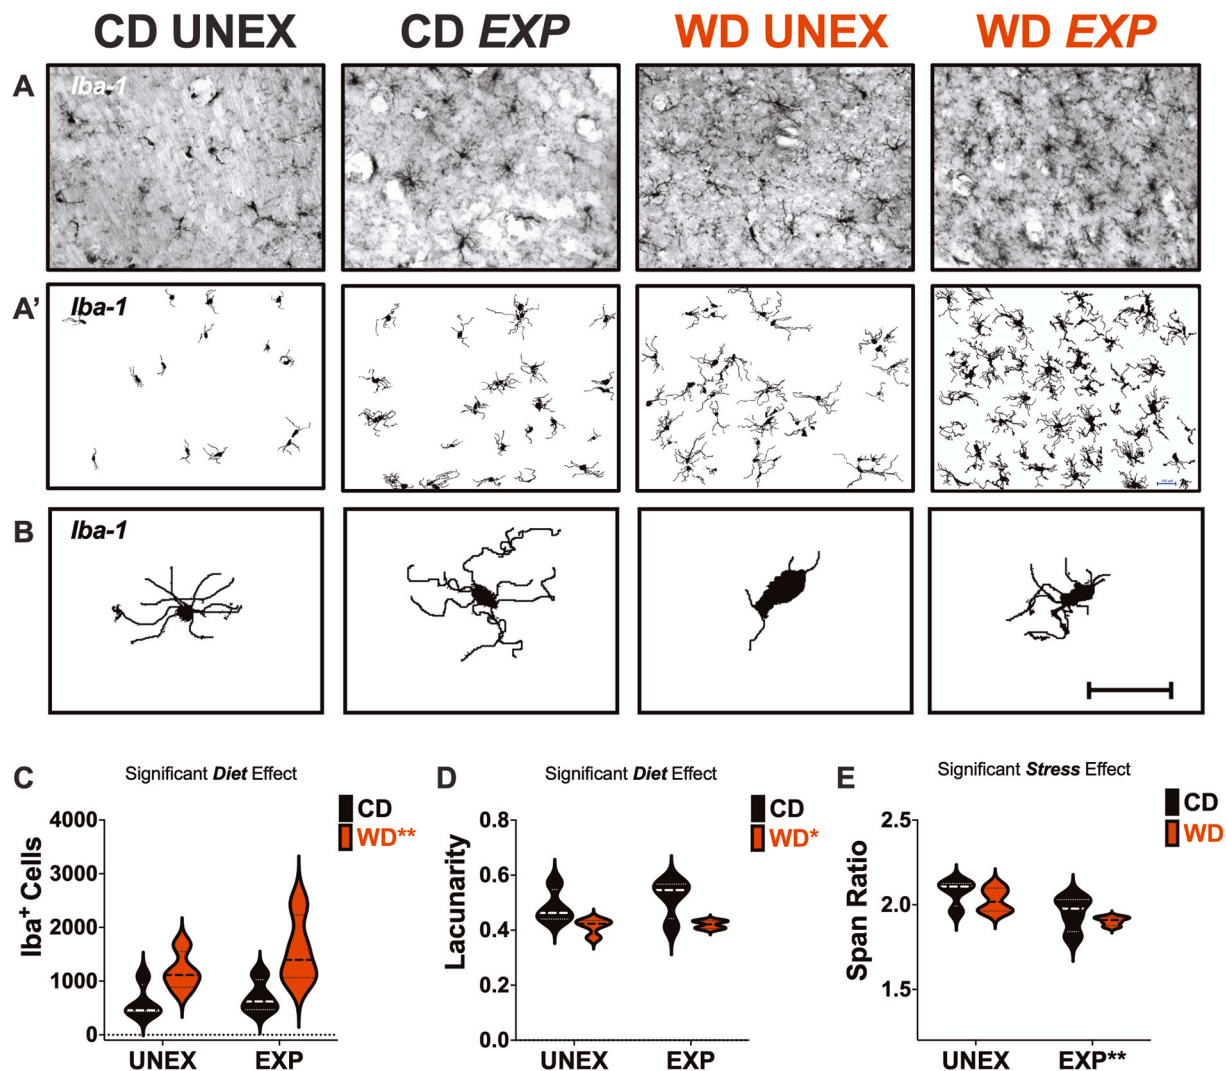 CD UNEX
CD EXP
WD UNEX
WD EXP
A
Iba-1
A'
Iba-1
B
Iba-1
C
Significant Diet Effect
CD
WD**
Iba+ Cells
4000
3000
2000
1000
0
UNEX
EXP
D
Significant Diet Effect
CD
WD*
Lacunarity
0.8
0.6
0.4
0.2
0.0
UNEX
EXP
E
Significant Stress Effect
CD
WD
Span Ratio
2.5
2.0
1.5
UNEX
EXP**